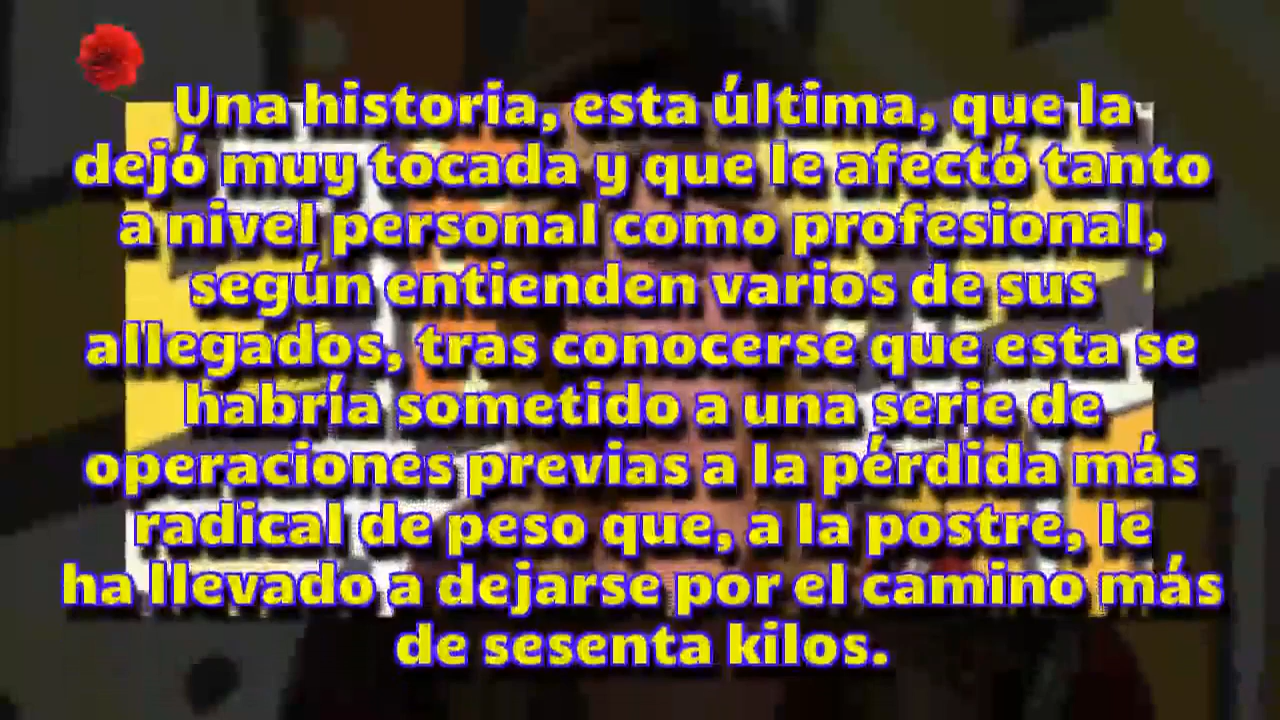 Una historia, esta última, que la
dejó muy tocada y que le afectó tanto
a nivel personal como profesional,
según entienden varios de sus
allegados, tras conocerse que esta se
habría sometido a una serie de
operaciones previas a la pérdida más
radical de peso que, a la postre, le
ha llevado a dejarse por el camino más
de sesenta kilos.